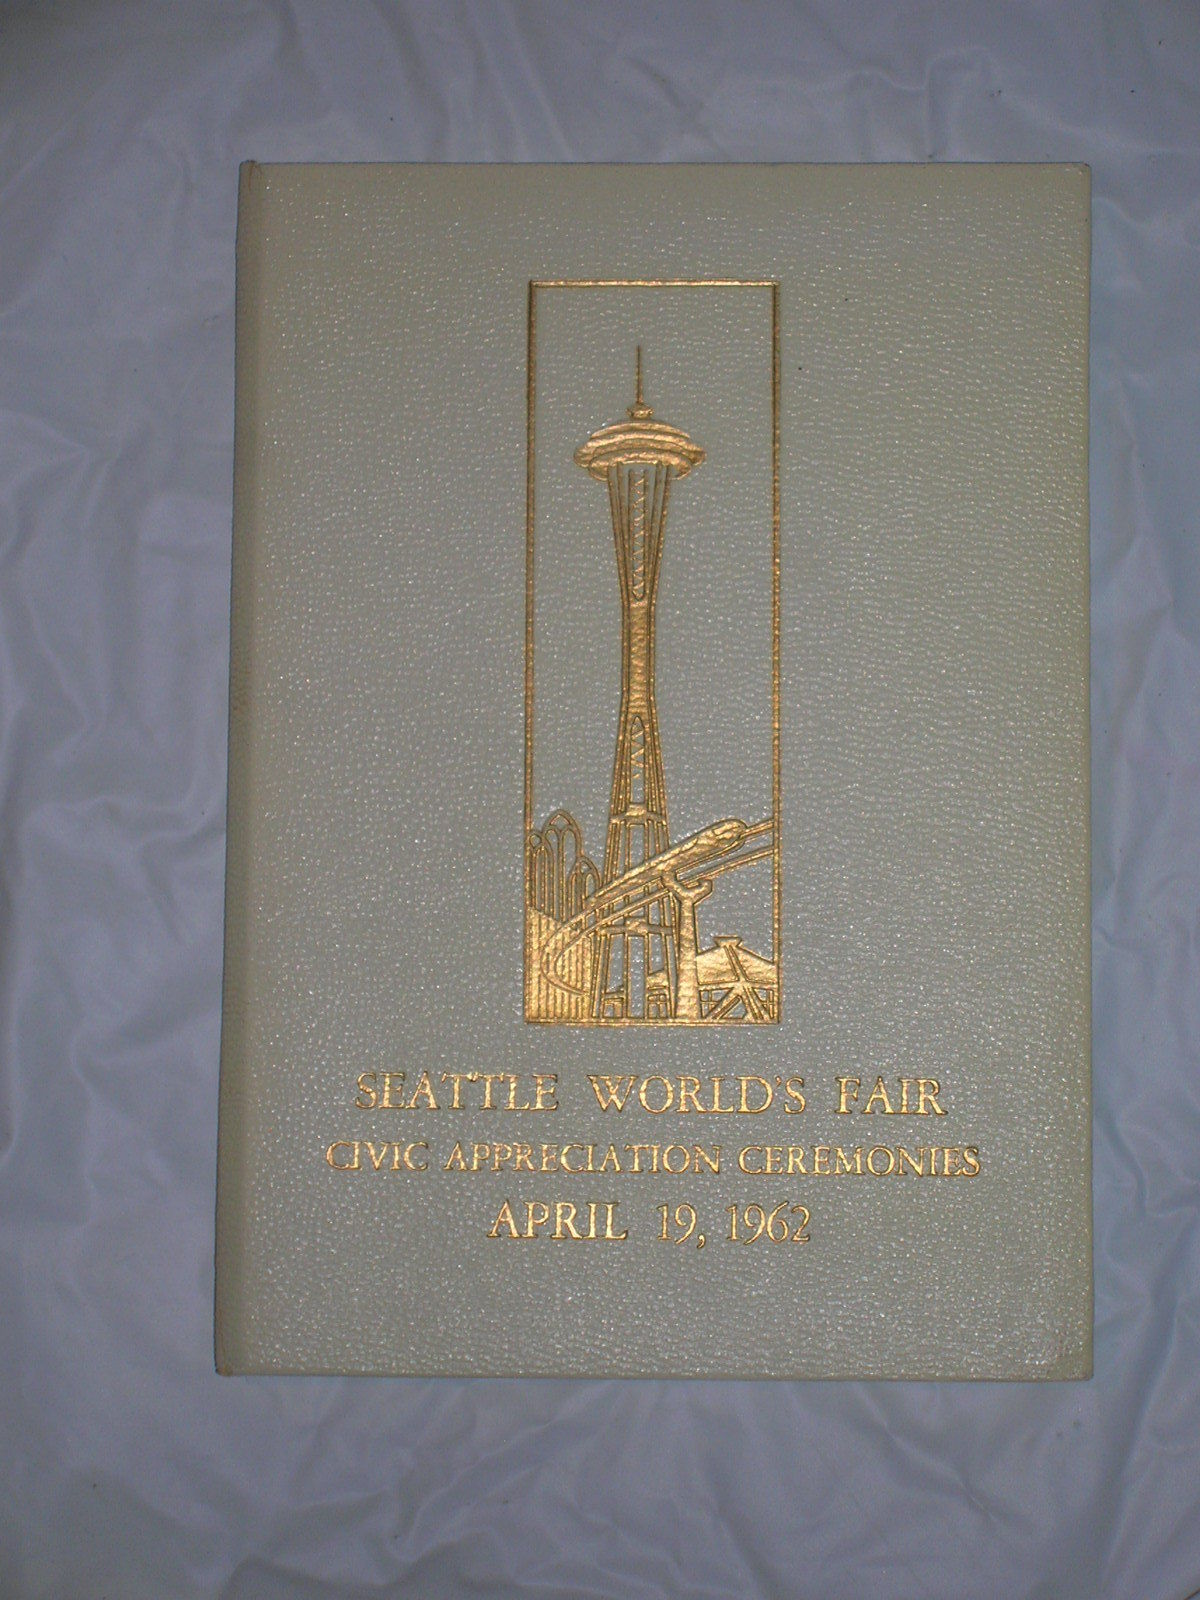 SEATTLE WORLD'S FAIR
CIVIC APPRECIATION CEREMONIES
APRIL 19, 1962